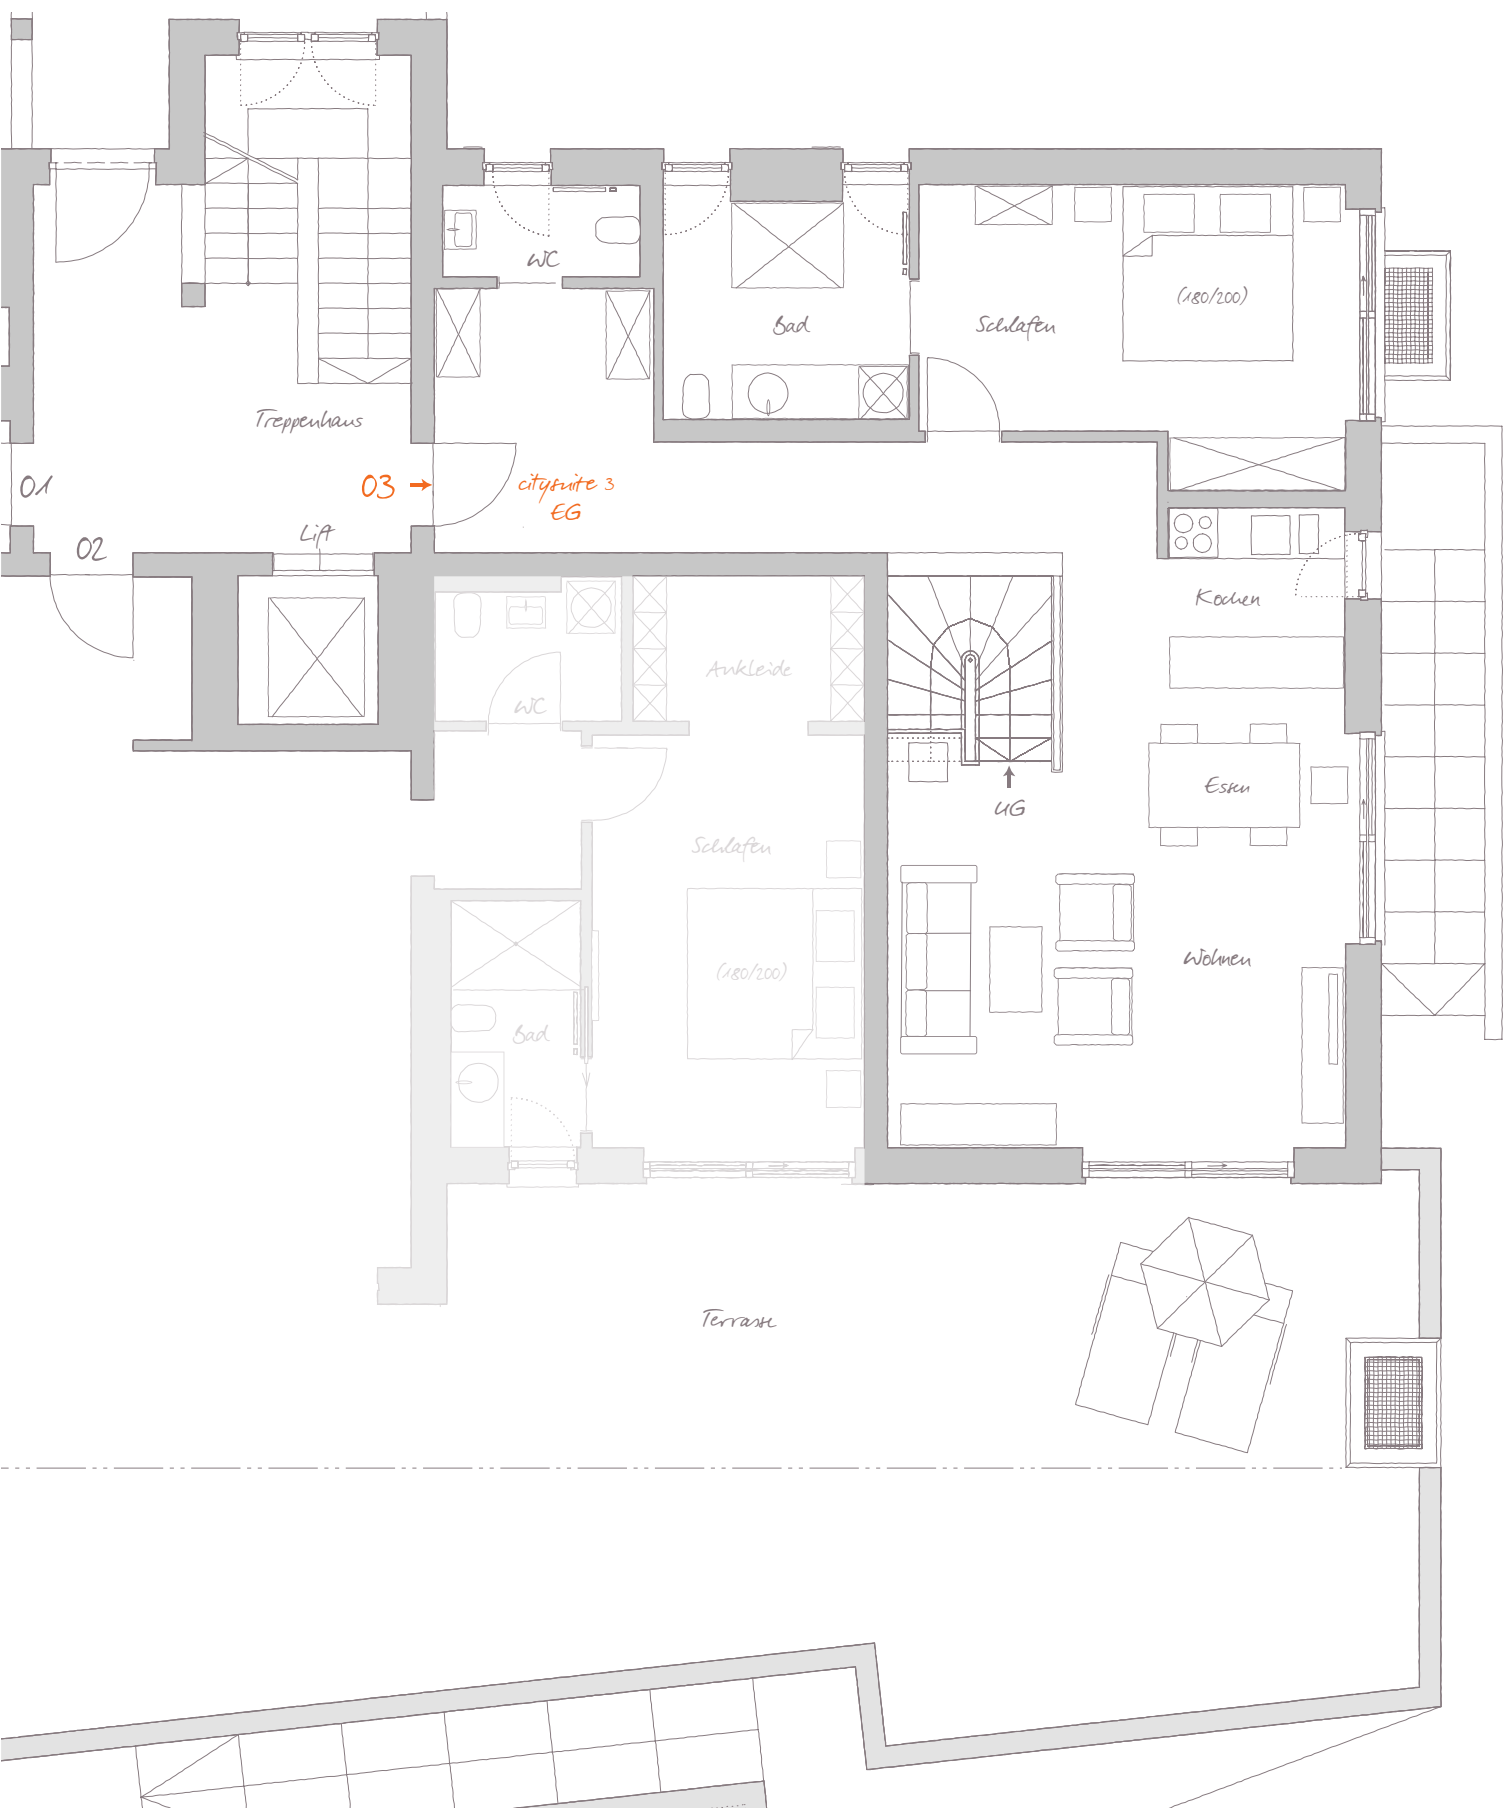 WC
(180/200)
Bad
Schlafen
Treppenhaus
01
03
citysuite 3
EG
Lift
02
Kochen
Ankleide
WC
Essen
UG
Schlafen
Wohnen
(180/200)
Bad
Terrasse